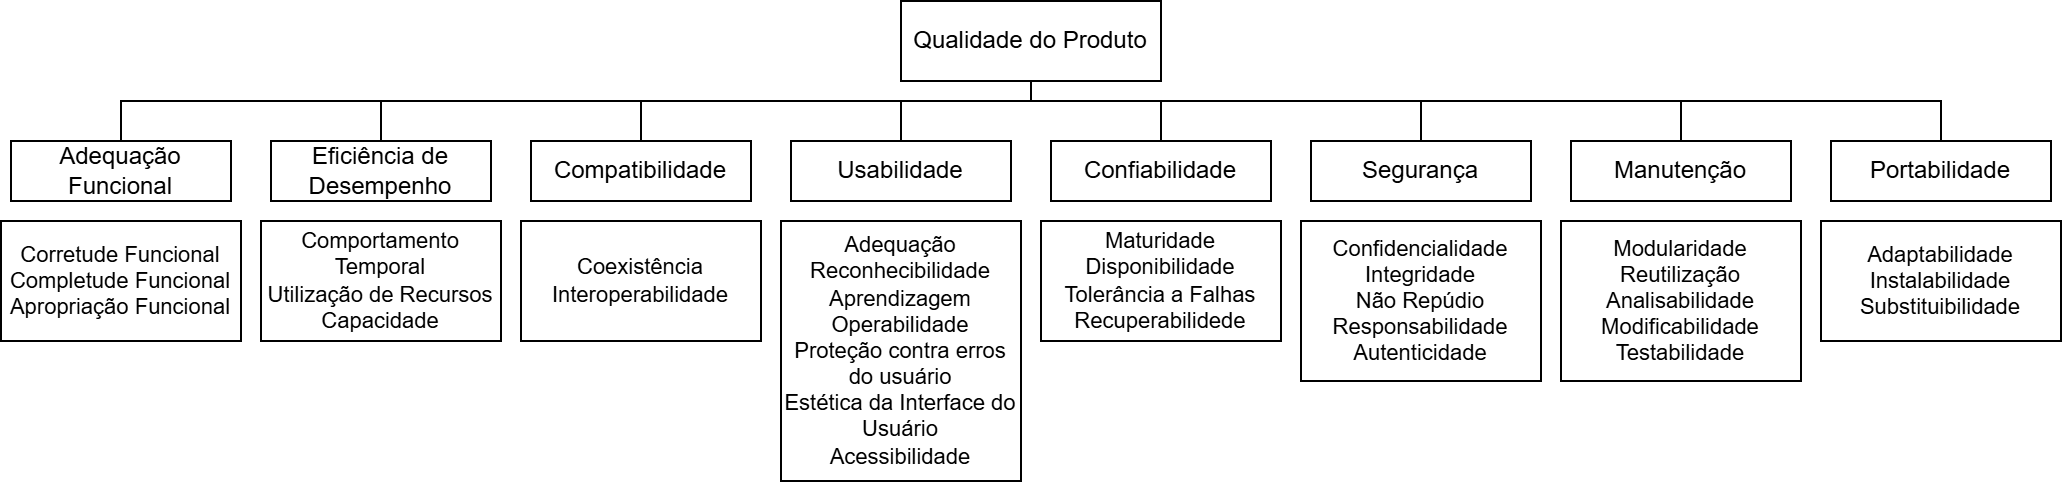 Qualidade do Produto
Adequação
Funcional
Eficiência de
Desempenho
Compatibilidade
Usabilidade
Confiabilidade
Segurança
Manutenção
Portabilidade
Corretude Funcional
Completude Funcional
Apropriação Funcional
Comportamento
Temporal
Utilização de Recursos
Capacidade
Coexistência
Interoperabilidade
Adequação
Reconhecibilidade
Aprendizagem
Operabilidade
Proteção contra erros
do usuário
Estética da Interface do
Usuário
Acessibilidade
Maturidade
Disponibilidade
Tolerância a Falhas
Recuperabilidede
Confidencialidade
Integridade
Não Repúdio
Responsabilidade
Autenticidade
Modularidade
Reutilização
Analisabilidade
Modificabilidade
Testabilidade
Adaptabilidade
Instalabilidade
Substituibilidade